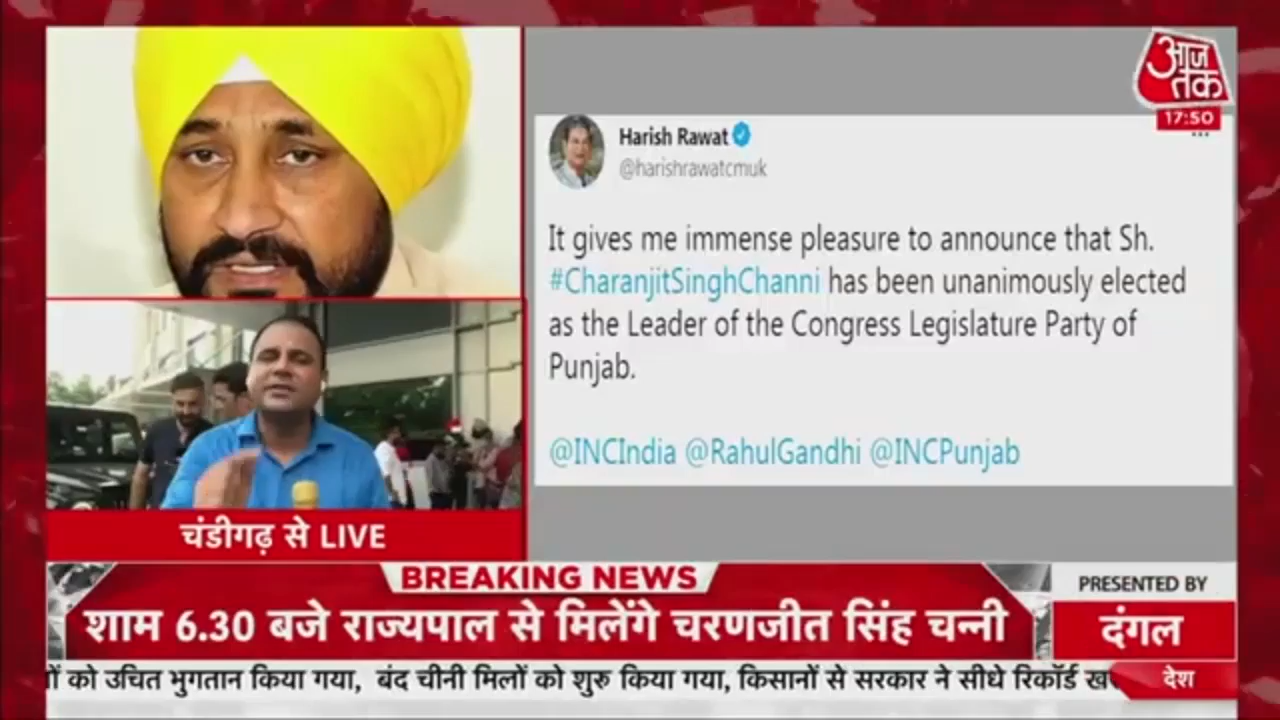 आज तक
17:50
Harish Rawat
@harishrawatcmuk
It gives me immense pleasure to announce that Sh.
#CharanjitSinghChanni has been unanimously elected
as the Leader of the Congress Legislature Party of
Punjab.
@INCIndia @RahulGandhi @INCPunjab
चंडीगढ़ से LIVE
BREAKING NEWS
शाम 6.30 बजे राज्यपाल से मिलेंगे चरणजीत सिंह चन्नी
PRESENTED BY
दंगल
को उचित भुगतान किया गया, बंद चीनी मिलों को शुरू किया गया, किसानों से सरकार ने सीधे रिकॉर्ड
देश